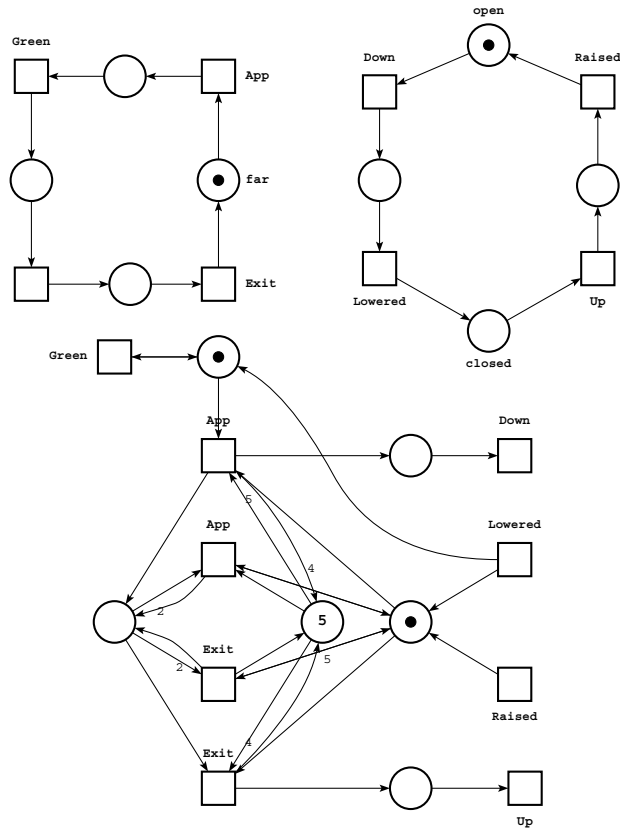 open
Green
Down
Raised
App
far
Exit
Lowered
Up
closed
Green
App
Down
5
App
Lowered
4
2
5
Exit
5
2
Raised
4
Exit
Up